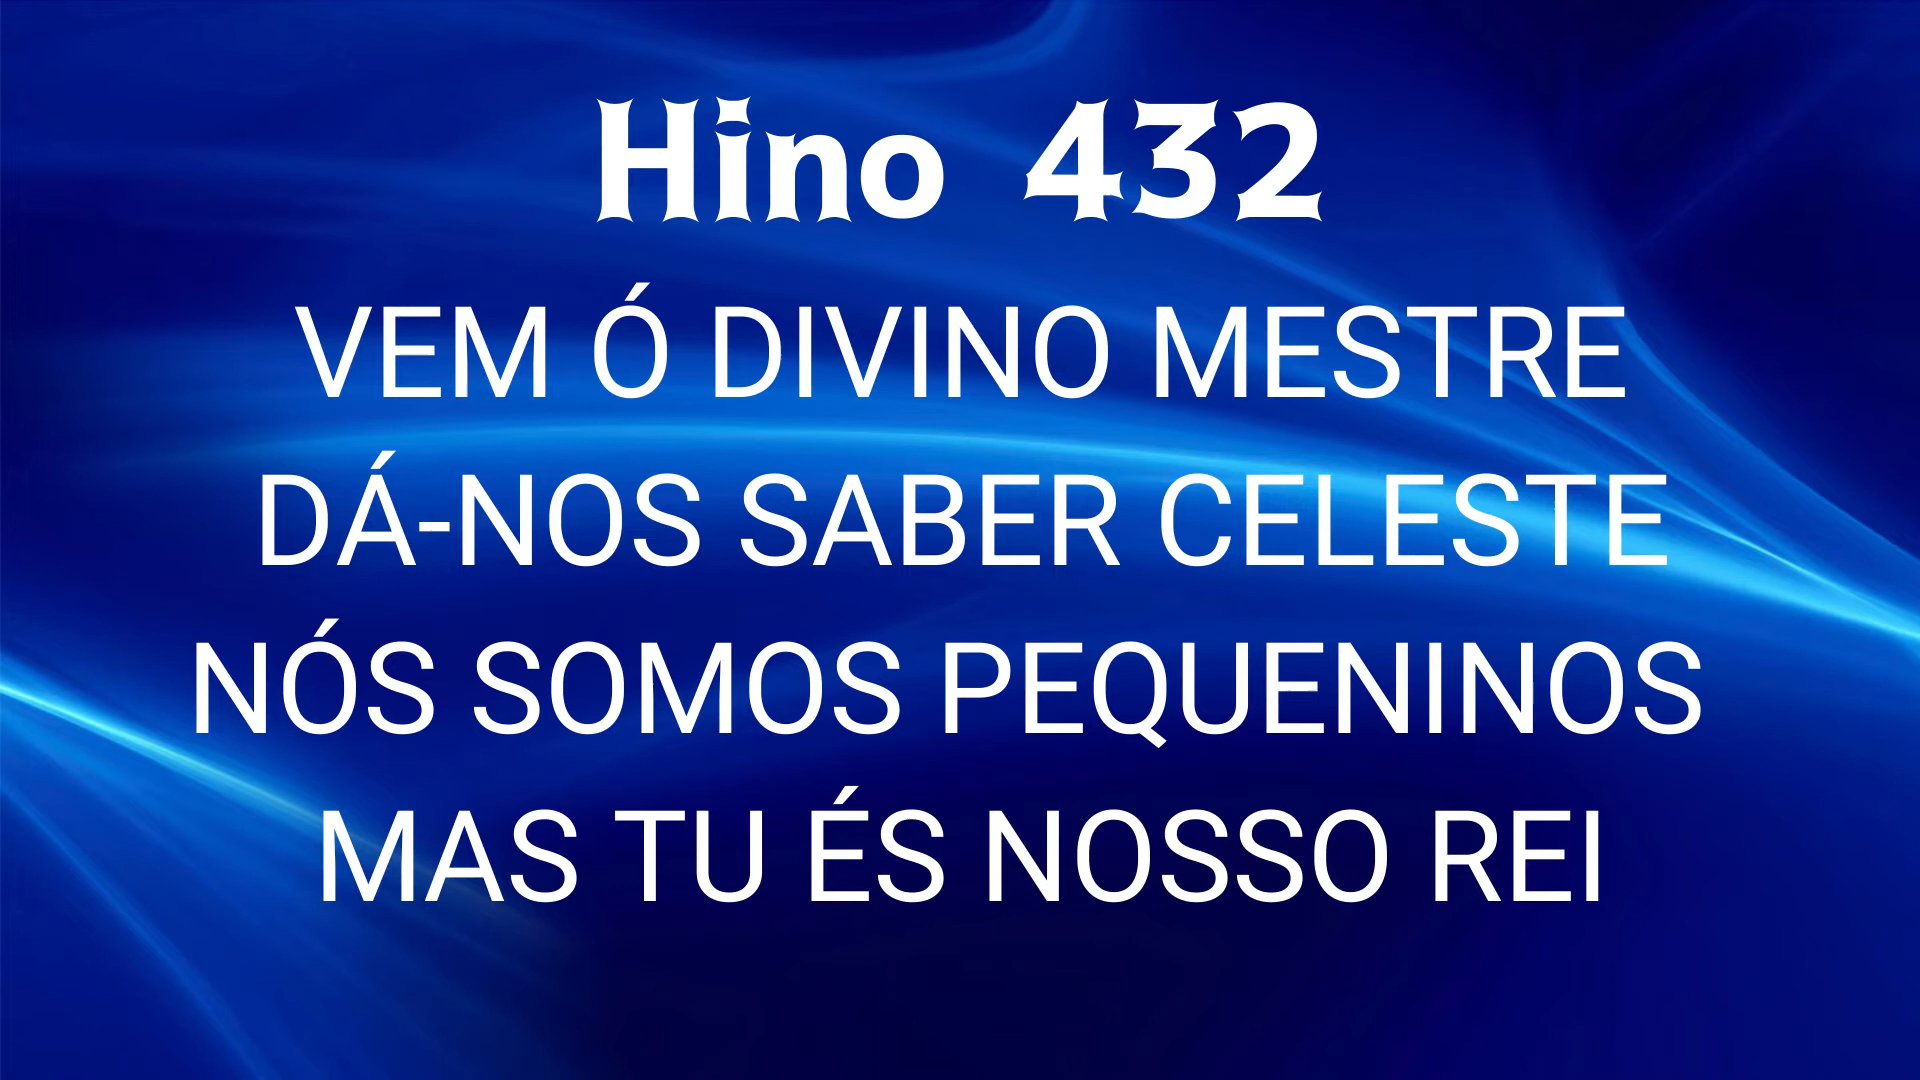 Hino 432
VEM Ó DIVINO MESTRE
DÁ-NOS SABER CELESTE
NÓS SOMOS PEQUENINOS
MAS TU ÉS NOSSO REI